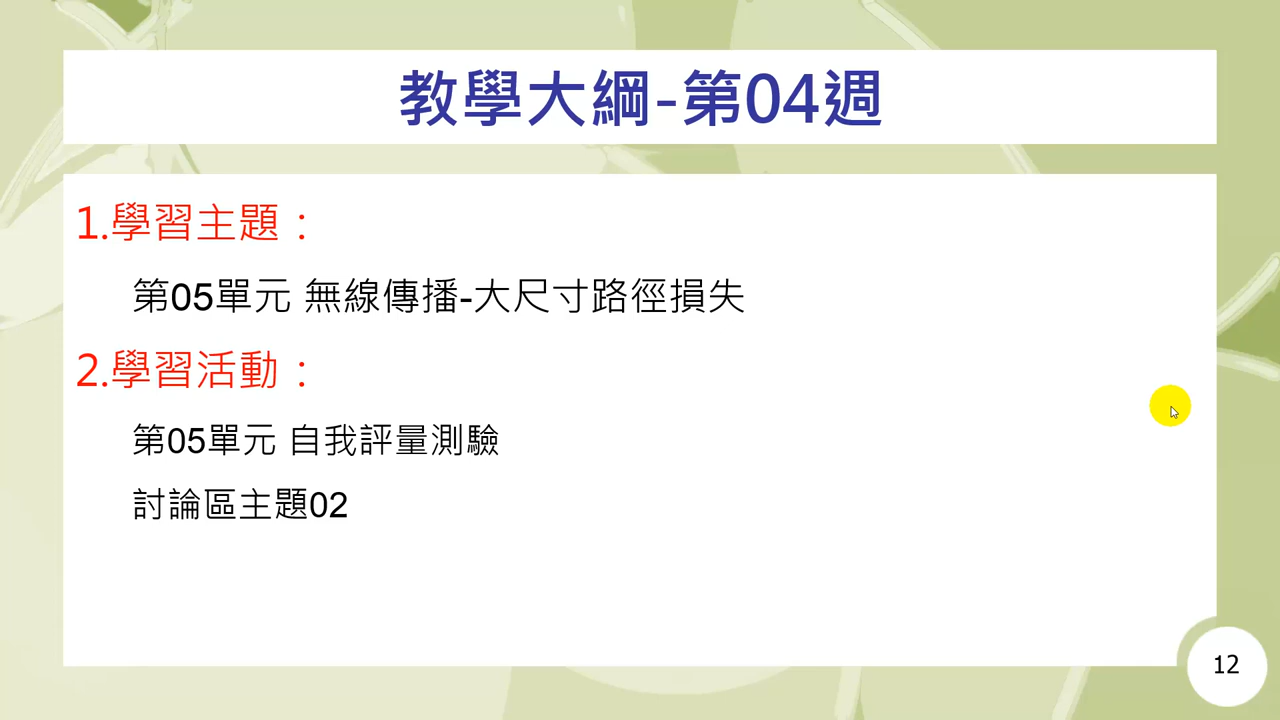 教學大綱-第04週
1.學習主題：
第05單元 無線傳播-大尺寸路徑損失
2.學習活動：
第05單元 自我評量測驗
討論區主題02
12